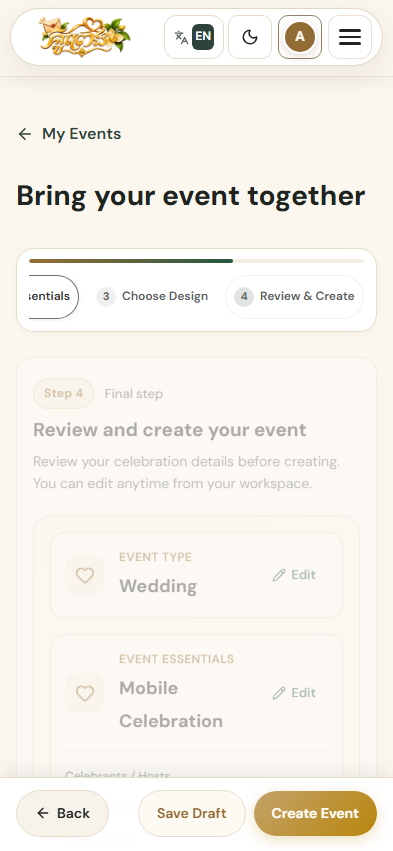 EN
A
My Events
Bring your event together
sentials
3 Choose Design
4 Review & Create
Step 4 Final step
Review and create your event
Review your celebration details before creating.
You can edit anytime from your workspace.
EVENT TYPE
Wedding
Edit
EVENT ESSENTIALS
Mobile
Celebration
Edit
Celebrants / Hosts
Back
Save Draft
Create Event